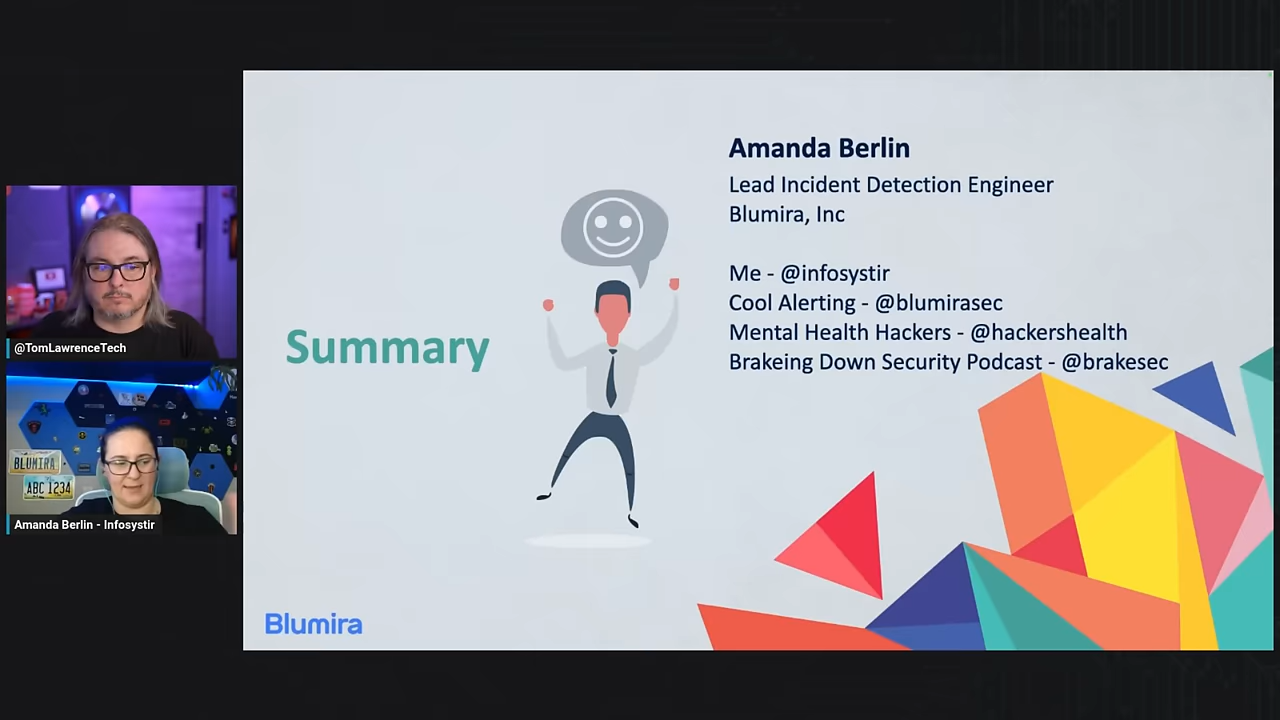 @TomLawrenceTech
BLUMIRA
ABC 1234
Amanda Berlin - Infosystir
Summary
Amanda Berlin
Lead Incident Detection Engineer
Blumira, Inc
Me - @infosystir
Cool Alerting - @blumirasec
Mental Health Hackers - @hackershealth
Brakeing Down Security Podcast - @brakesec
Blumira